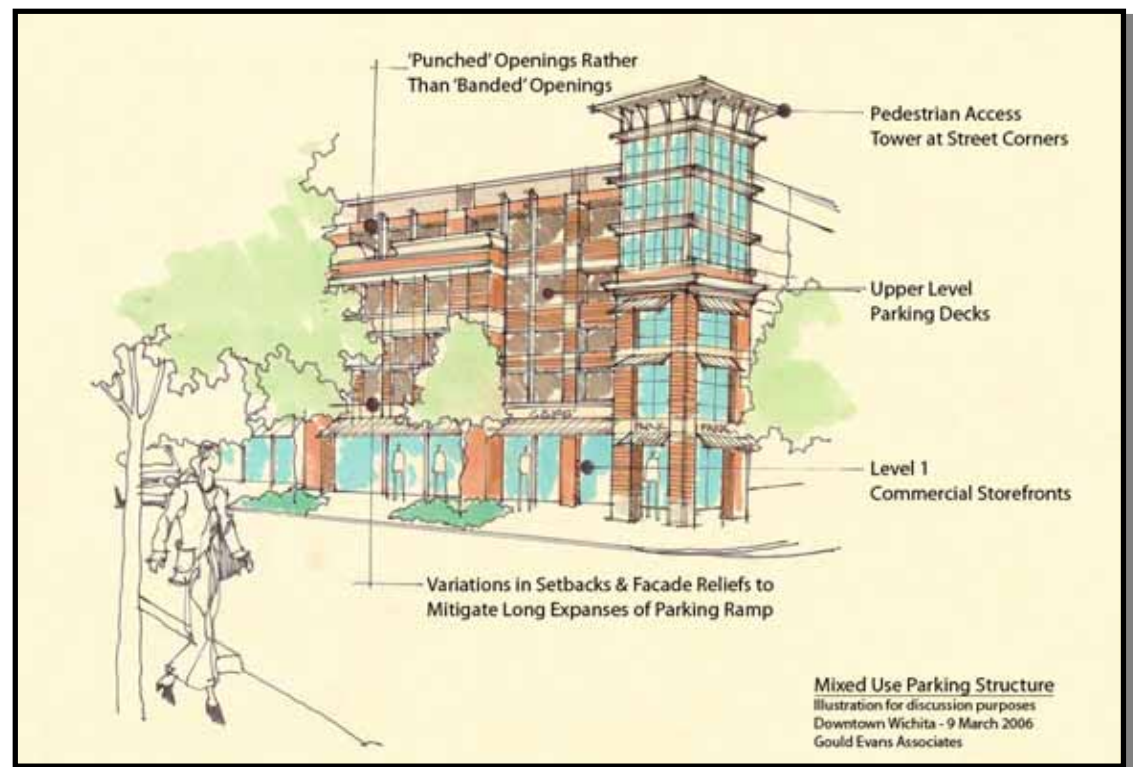 'Punched' Openings Rather
Than 'Banded' Openings
Pedestrian Access
Tower at Street Corners
Upper Level
Parking Decks
Level 1
Commercial Storefronts
Variations in Setbacks & Facade Reliefs to
Mitigate Long Expanses of Parking Ramp
Mixed Use Parking Structure
Illustration for discussion purposes
Downtown Wichita - 9 March 2006
Gould Evans Associates